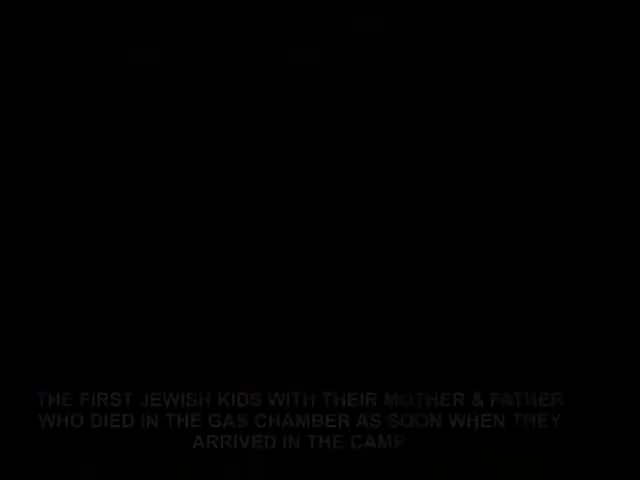 THE FIRST JEWISH KIDS WITH THEIR MOTHER & FATHER
WHO DIED IN THE GAS CHAMBER AS SOON WHEN THEY
ARRIVED IN THE CAMP